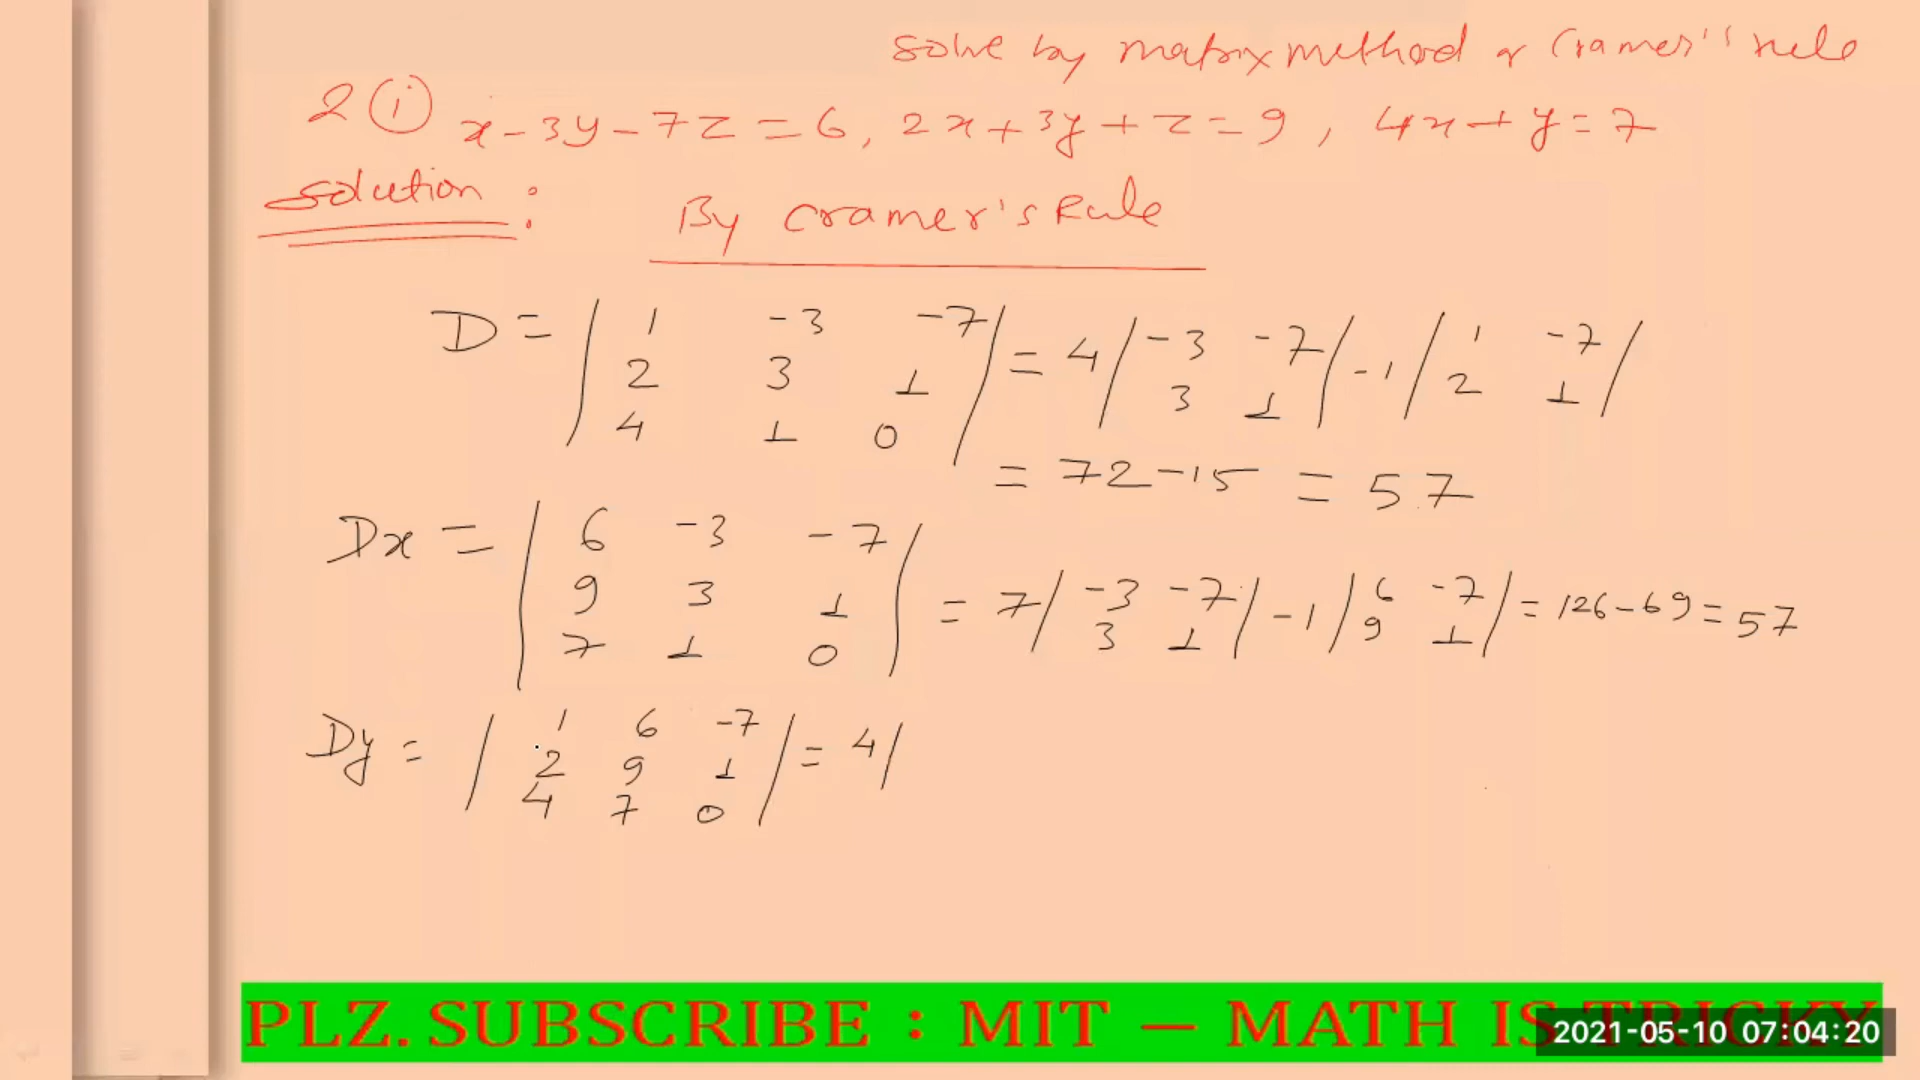 solve by matrix method or Cramer's rule
2 (i) x - 3y - 7z = 6, 2x + 3y + z = 9, 4x + y = 7
Solution :
By Cramer's Rule
D = | 1 -3 -7 | = 4 | -3 -7 | - 1 | 1 -7 |
2 3 1 3 1 2 1
4 1 0
= 72 - 15 = 57
Dx = | 6 -3 -7 |
9 3 1 = 7 | -3 -7 | - 1 | 6 -7 | = 126 - 69 = 57
3 1 9 1
7 1 0
Dy = | 1 6 -7 | = 4 |
2 9 1
4 7 0
PLZ. SUBSCRIBE : MIT – MATH IS TRICKY
2021-05-10 07:04:20